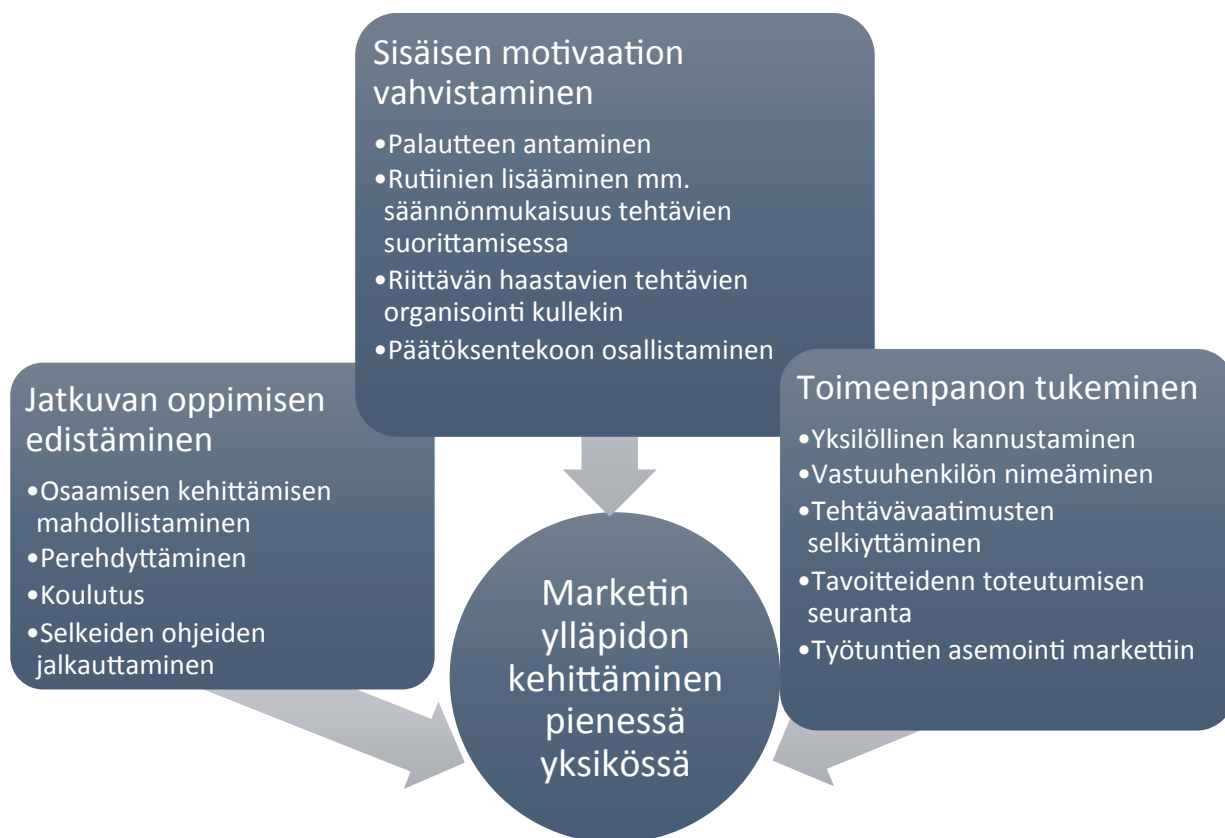 Sisäisen motivaation
vahvistaminen
•Palautteen antaminen
•Rutiinien lisääminen mm.
säännönmukaisuus tehtävien
suorittamisessa
•Riittävän haastavien tehtävien
organisointi kullekin
•Päätöksentekoon osallistaminen
Jatkuvan oppimisen
edistäminen
•Osaamisen kehittämisen
mahdollistaminen
•Perehdyttäminen
•Koulutus
•Selkeiden ohjeiden
jalkauttaminen
Toimeenpanon tukeminen
•Yksilöllinen kannustaminen
•Vastuuhenkilön nimeäminen
•Tehtävävaatimusten
selkiyttäminen
•Tavoitteidenn toteutumisen
seuranta
•Työtuntien asemointi markettiin
Marketin
ylläpidon
kehittäminen
pienessä
yksikössä